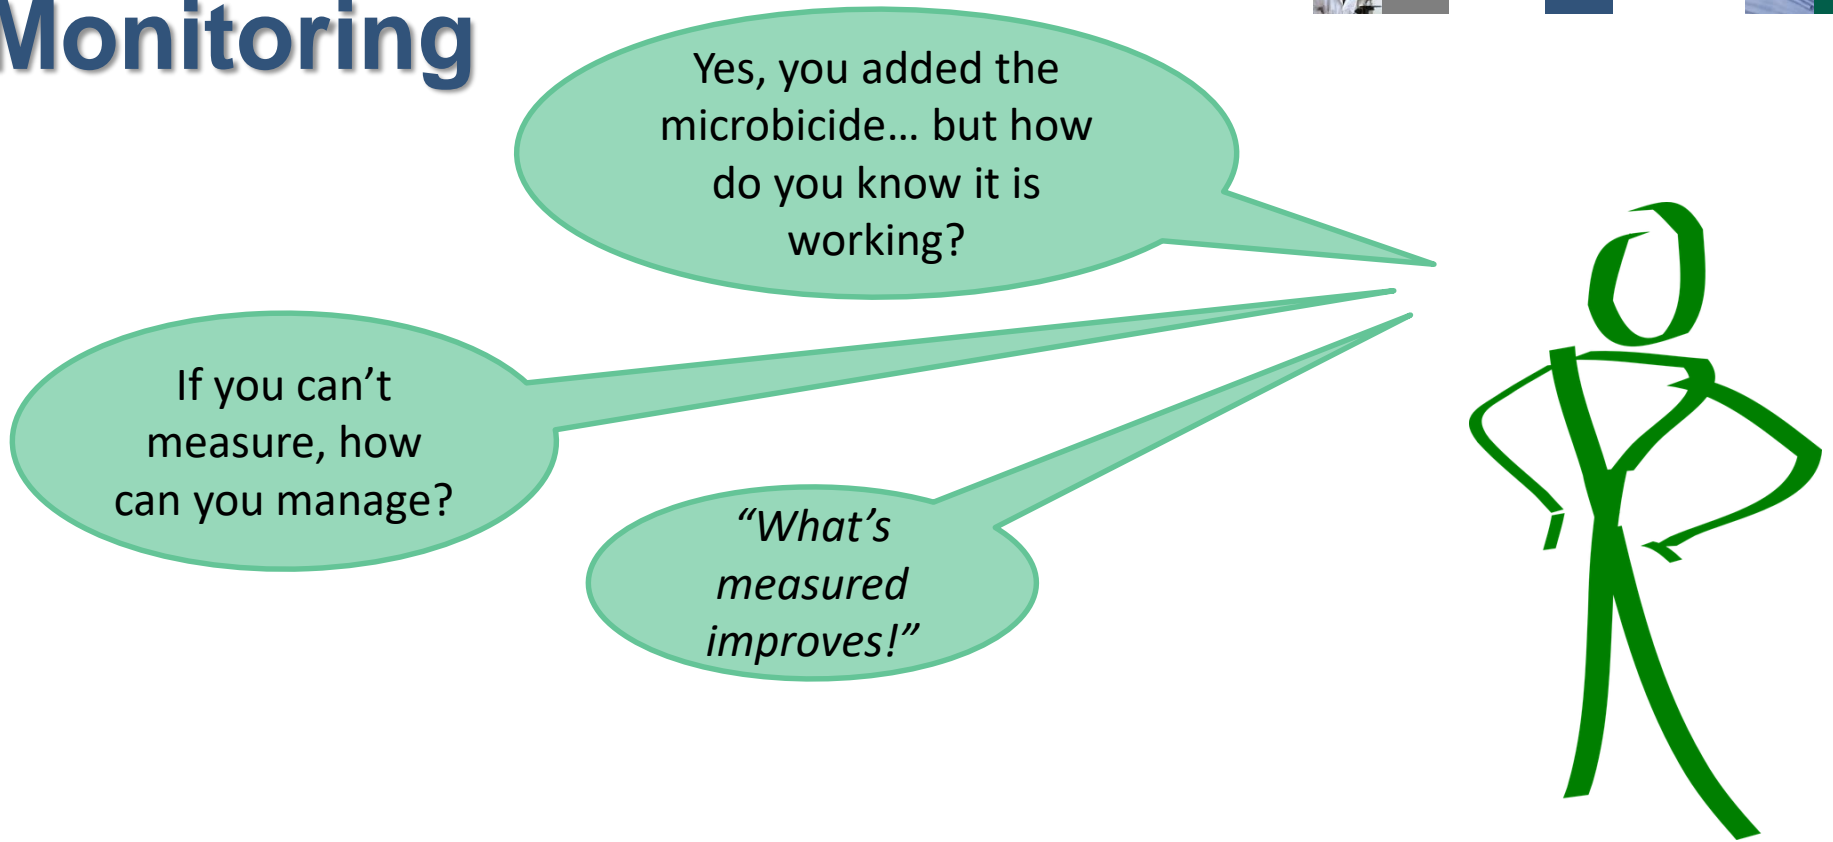 Monitoring
Yes, you added the
microbicide… but how
do you know it is
working?
If you can’t
measure, how
can you manage?
“What’s
measured
improves!”